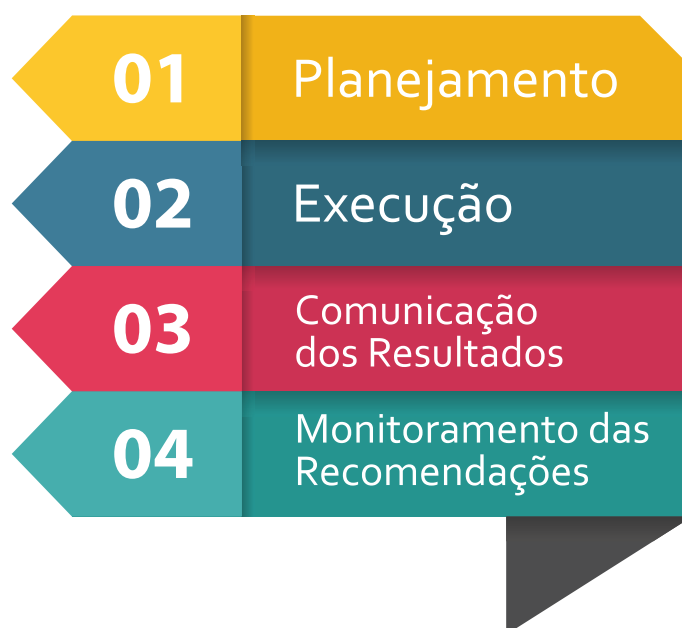 01 Planejamento
02 Execução
03 Comunicação
dos Resultados
04 Monitoramento das
Recomendações